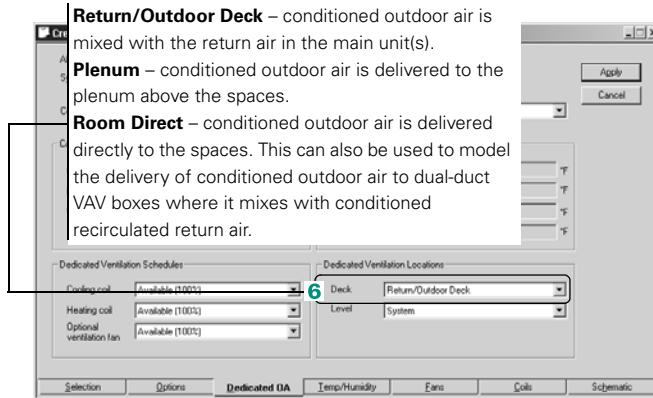 Return/Outdoor Deck – conditioned outdoor air is
mixed with the return air in the main unit(s).
Plenum – conditioned outdoor air is delivered to the
plenum above the spaces.
Room Direct – conditioned outdoor air is delivered
directly to the spaces. This can also be used to model
the delivery of conditioned outdoor air to dual-duct
VAV boxes where it mixes with conditioned
recirculated return air.
Apply
Cancel
°F
°F
°F
°F
Dedicated Ventilation Schedules
Cooling coil Available (100%)
Heating coil Available (100%)
Optional
ventilation fan Available (100%)
Dedicated Ventilation Locations
6 Deck Return/Outdoor Deck
Level System
Selection Options Dedicated OA Temp/Humidity Fans Coils Schematic